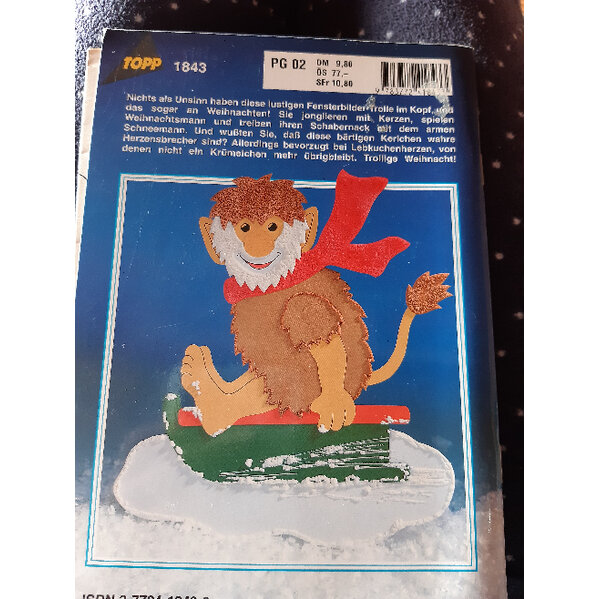 TOPP 1843
PG 02
DM 9,80
ÖS 77,–
SFr 10,80
Nichts als Unsinn haben diese lustigen Fensterbilder-Trolle im Kopf, und
das sogar an Weihnachten! Sie jonglieren mit Kerzen, spielen
Weihnachtsmann und treiben ihren Schabernack mit dem armen
Schneemann. Und wußten Sie, daß diese bärtigen Kerlchen wahre
Herzensbrecher sind? Allerdings bevorzugt bei Lebkuchenherzen, von
denen nicht ein Krümelchen mehr übrigbleibt. Trollige Weihnacht!